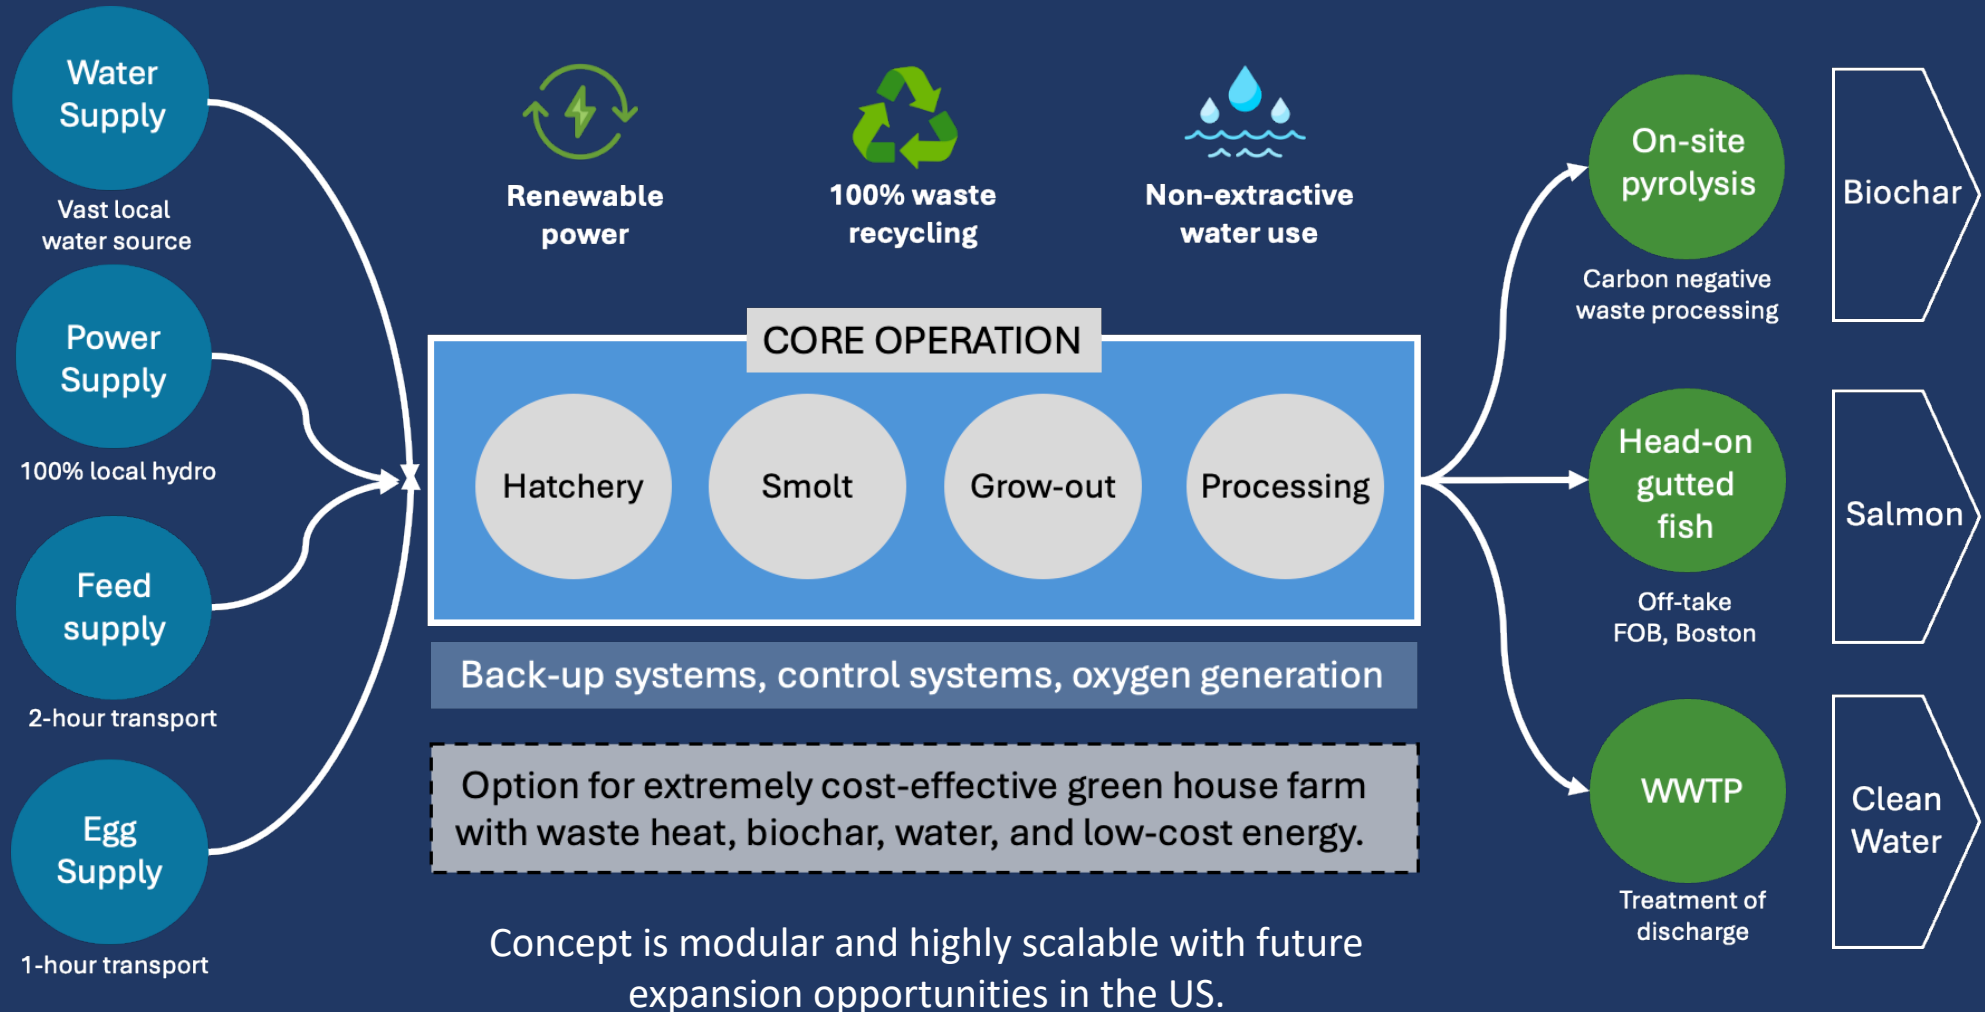 Water
Supply
Vast local
water source
Power
Supply
100% local hydro
Feed
supply
2-hour transport
Egg
Supply
1-hour transport
Renewable
power
100% waste
recycling
Non-extractive
water use
CORE OPERATION
Hatchery
Smolt
Grow-out
Processing
Back-up systems, control systems, oxygen generation
Option for extremely cost-effective green house farm
with waste heat, biochar, water, and low-cost energy.
Concept is modular and highly scalable with future
expansion opportunities in the US.
On-site
pyrolysis
Carbon negative
waste processing
Biochar
Head-on
gutted
fish
Off-take
FOB, Boston
Salmon
WWTP
Treatment of
discharge
Clean
Water